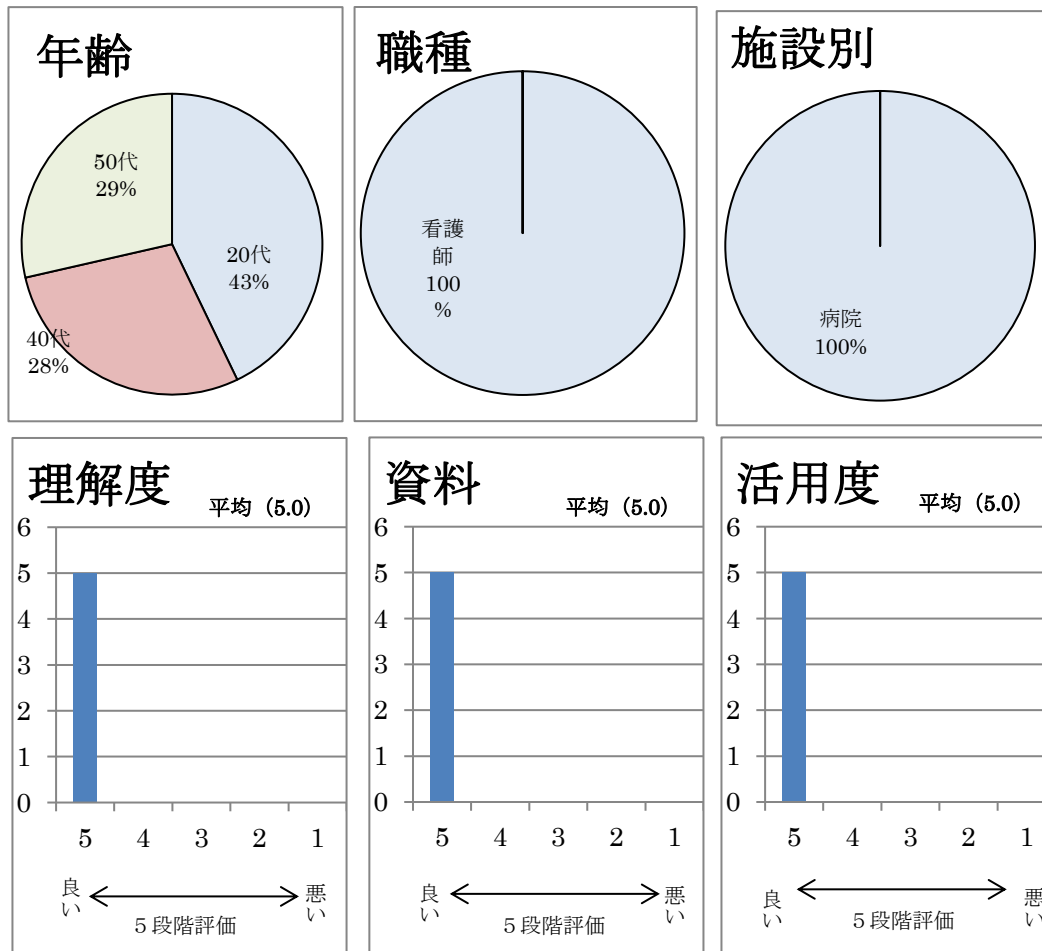 年齢
50代
29%
20代
43%
40代
28%
職種
看護
師
100
%
施設別
病院
100%
理解度
平均（5.0）
6
5
4
3
2
1
0
5 4 3 2 1
良い 悪い
５段階評価
資料
平均（5.0）
6
5
4
3
2
1
0
5 4 3 2 1
良い 悪い
５段階評価
活用度
平均（5.0）
6
5
4
3
2
1
0
5 4 3 2 1
良い 悪い
５段階評価